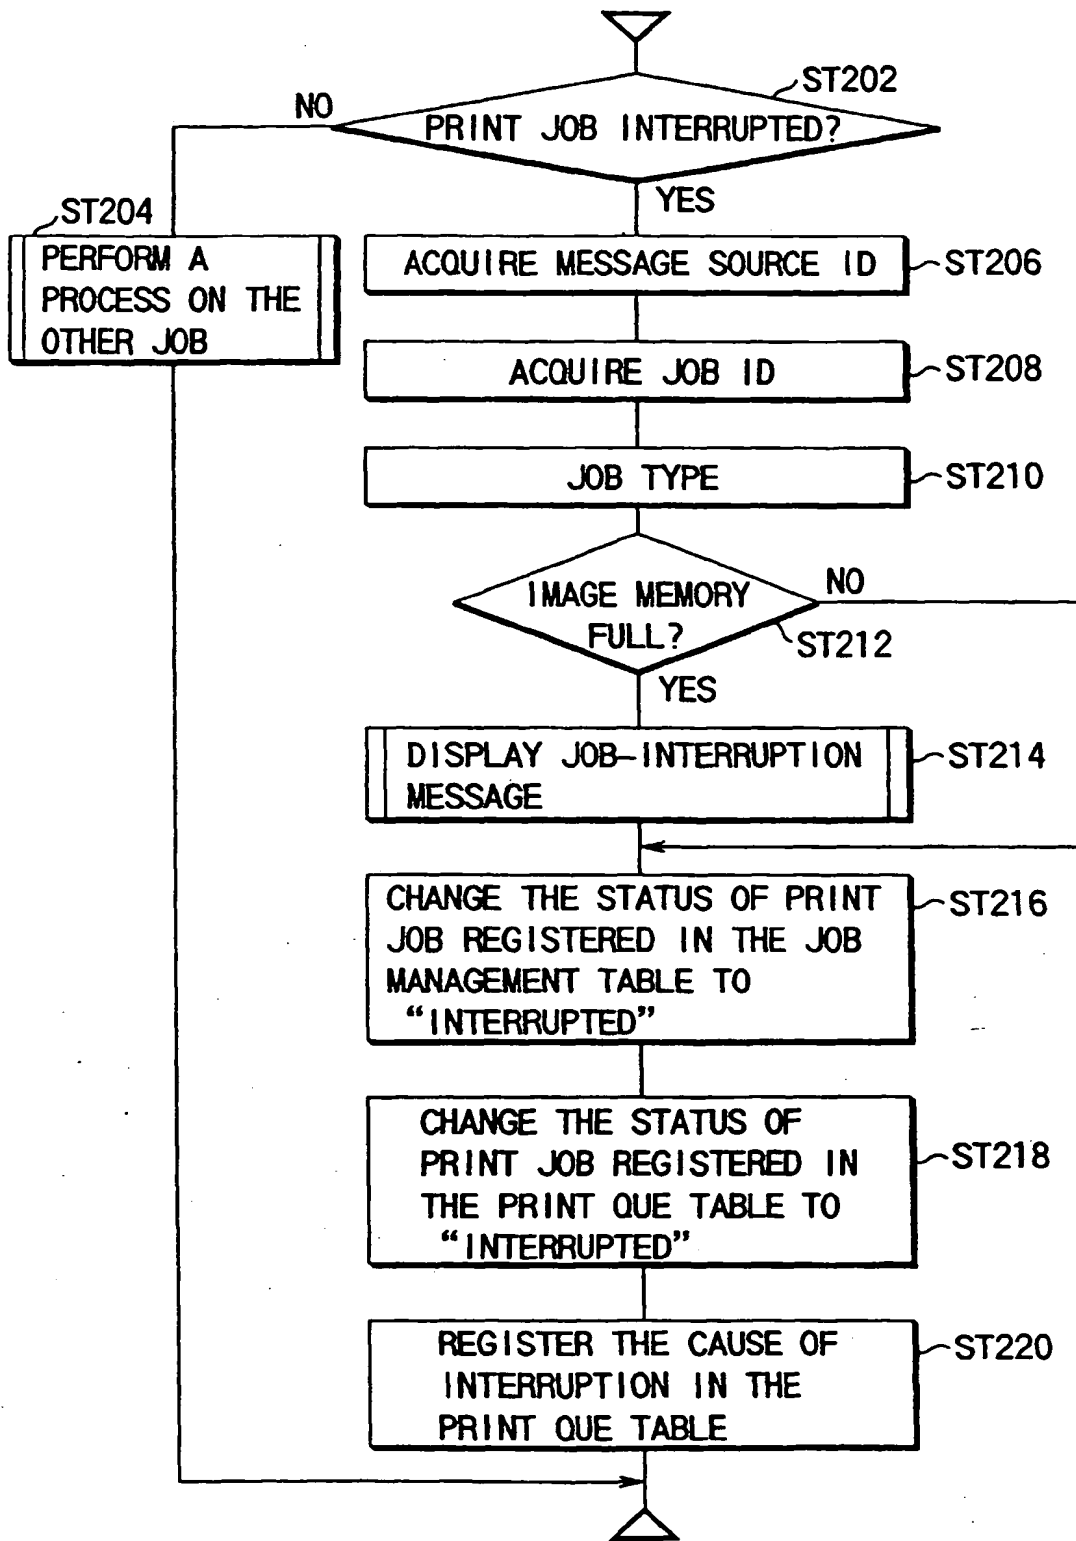 ST202
NO
PRINT JOB INTERRUPTED?
YES
ST204
PERFORM A
PROCESS ON THE
OTHER JOB
ACQUIRE MESSAGE SOURCE ID
ST206
ACQUIRE JOB ID
ST208
JOB TYPE
ST210
IMAGE MEMORY
FULL?
NO
ST212
YES
DISPLAY JOB-INTERRUPTION
MESSAGE
ST214
CHANGE THE STATUS OF PRINT
JOB REGISTERED IN THE JOB
MANAGEMENT TABLE TO
“INTERRUPTED”
ST216
CHANGE THE STATUS OF
PRINT JOB REGISTERED IN
THE PRINT QUE TABLE TO
“INTERRUPTED”
ST218
REGISTER THE CAUSE OF
INTERRUPTION IN THE
PRINT QUE TABLE
ST220